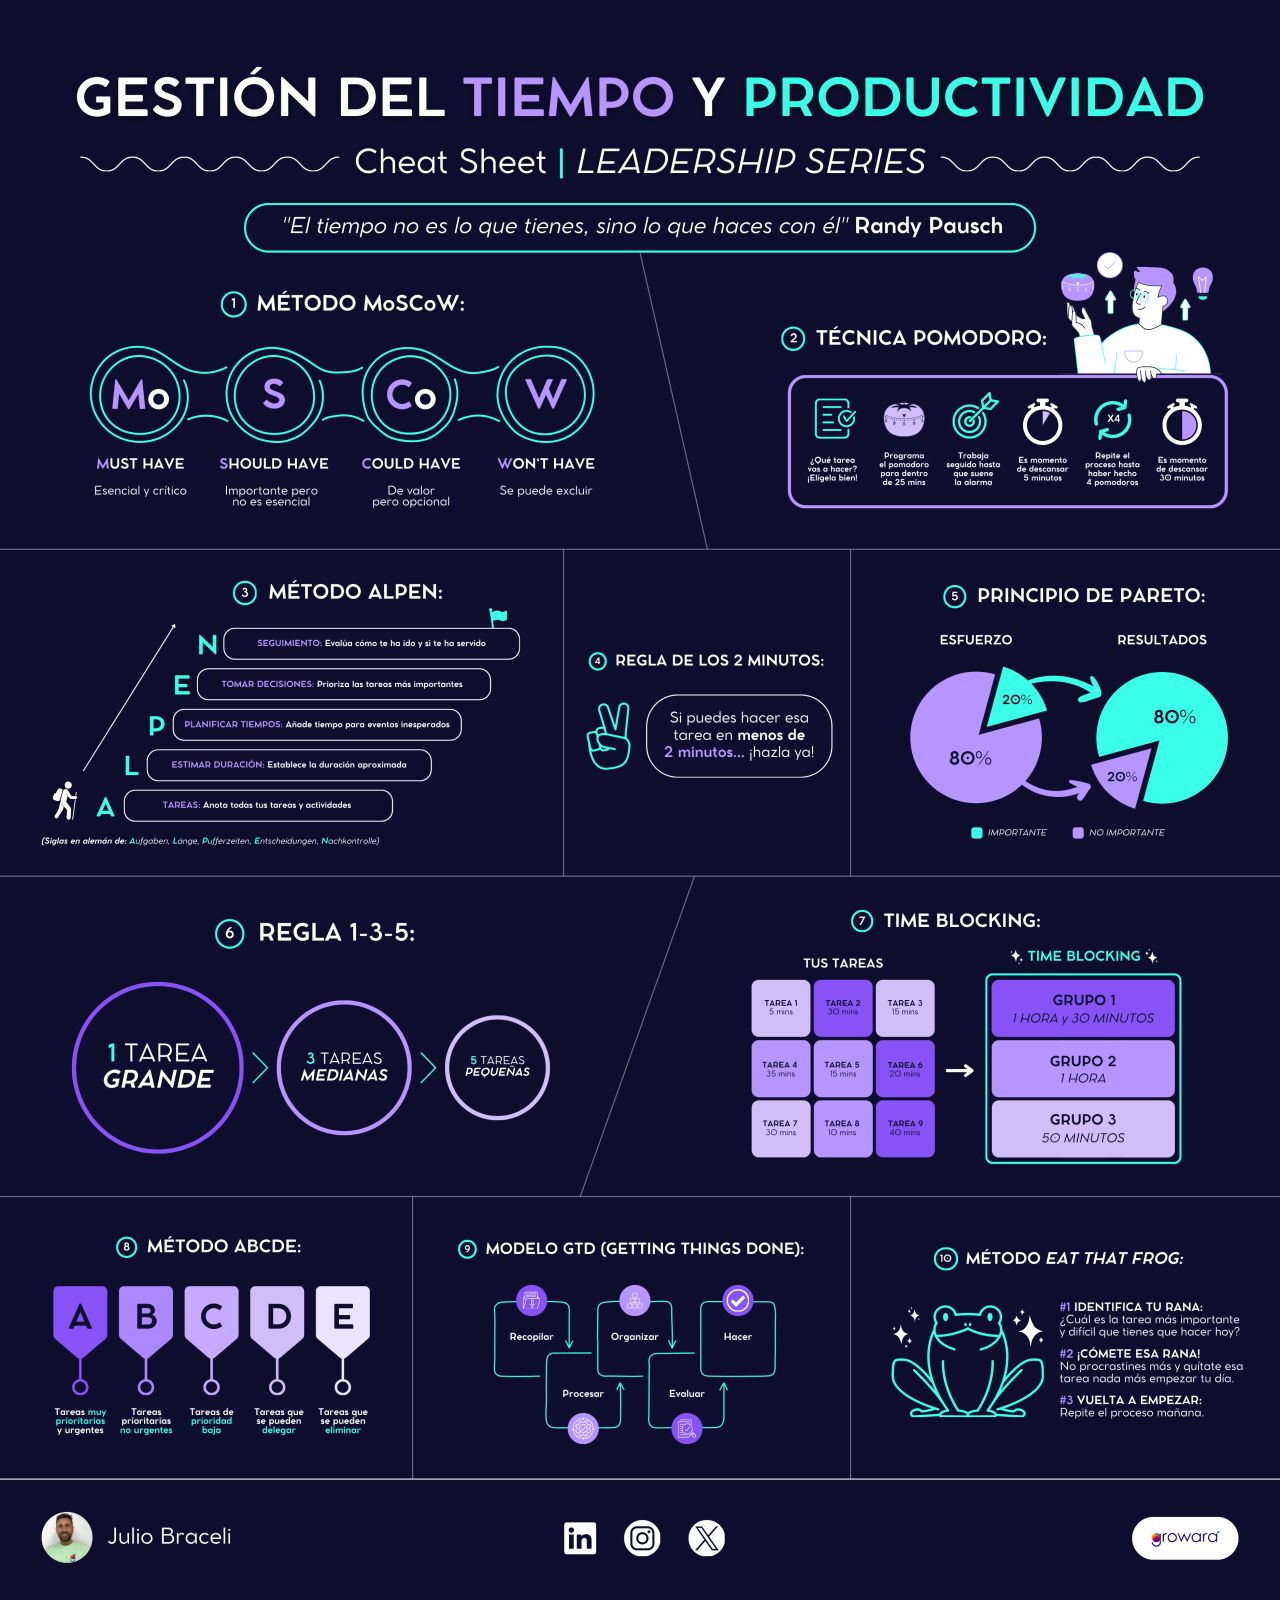 GESTIÓN DEL TIEMPO Y PRODUCTIVIDAD
Cheat Sheet | LEADERSHIP SERIES
"El tiempo no es lo que tienes, sino lo que haces con él" Randy Pausch
1 MÉTODO MoSCoW:
Mo S Co W
MUST HAVE
Esencial y crítico
SHOULD HAVE
Importante pero
no es esencial
COULD HAVE
De valor
pero opcional
WON'T HAVE
Se puede excluir
2 TÉCNICA POMODORO:
¿Qué tarea
vas a hacer?
¡Elígela bien!
Programa
el pomodoro
para dentro
de 25 mins
Trabaja
seguido hasta
que suene
la alarma
Es momento
de descansar
5 minutos
X4
Repite el
proceso hasta
haber hecho
4 pomodoros
Es momento
de descansar
30 minutos
3 MÉTODO ALPEN:
N SEGUIMIENTO: Evalúa cómo te ha ido y si te ha servido
E TOMAR DECISIONES: Prioriza las tareas más importantes
P PLANIFICAR TIEMPOS: Añade tiempo para eventos inesperados
L ESTIMAR DURACIÓN: Establece la duración aproximada
A TAREAS: Anota todas tus tareas y actividades
(Siglas en alemán de: Aufgaben, Länge, Pufferzeiten, Entscheidungen, Nachkontrolle)
4 REGLA DE LOS 2 MINUTOS:
Si puedes hacer esa
tarea en menos de
2 minutos... ¡hazla ya!
5 PRINCIPIO DE PARETO:
ESFUERZO
RESULTADOS
20%
80%
80%
20%
IMPORTANTE
NO IMPORTANTE
6 REGLA 1-3-5:
1 TAREA
GRANDE
3 TAREAS
MEDIANAS
5 TAREAS
PEQUEÑAS
7 TIME BLOCKING:
TUS TAREAS
TAREA 1
5 mins
TAREA 2
30 mins
TAREA 3
15 mins
TAREA 4
35 mins
TAREA 5
15 mins
TAREA 6
20 mins
TAREA 7
30 mins
TAREA 8
10 mins
TAREA 9
40 mins
TIME BLOCKING
GRUPO 1
1 HORA y 30 MINUTOS
GRUPO 2
1 HORA
GRUPO 3
50 MINUTOS
8 MÉTODO ABCDE:
A B C D E
Tareas muy
prioritarias
y urgentes
Tareas
prioritarias
no urgentes
Tareas de
prioridad
baja
Tareas que
se pueden
delegar
Tareas que
se pueden
eliminar
9 MODELO GTD (GETTING THINGS DONE):
Recopilar
Organizar
Hacer
Procesar
Evaluar
10 MÉTODO EAT THAT FROG:
#1 IDENTIFICA TU RANA:
¿Cuál es la tarea más importante
y difícil que tienes que hacer hoy?
#2 ¡CÓMETE ESA RANA!
No procrastines más y quítate esa
tarea nada más empezar tu día.
#3 VUELTA A EMPEZAR:
Repite el proceso mañana.
Julio Braceli
in
growara